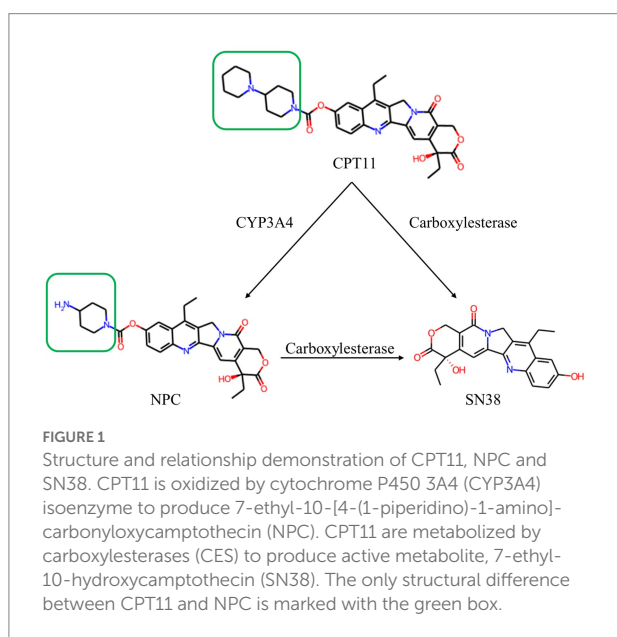 N
N
N
O
O
N
N
O
O
O
HO
CPT11
CYP3A4
Carboxylesterase
H₂N
N
O
O
N
N
O
O
O
HO
NPC
Carboxylesterase
O
O
O
N
N
OH
OH
SN38
FIGURE 1
Structure and relationship demonstration of CPT11, NPC and
SN38. CPT11 is oxidized by cytochrome P450 3A4 (CYP3A4)
isoenzyme to produce 7-ethyl-10-[4-(1-piperidino)-1-amino]-
carbonyloxycamptothecin (NPC). CPT11 are metabolized by
carboxylesterases (CES) to produce active metabolite, 7-ethyl-
10-hydroxycamptothecin (SN38). The only structural difference
between CPT11 and NPC is marked with the green box.